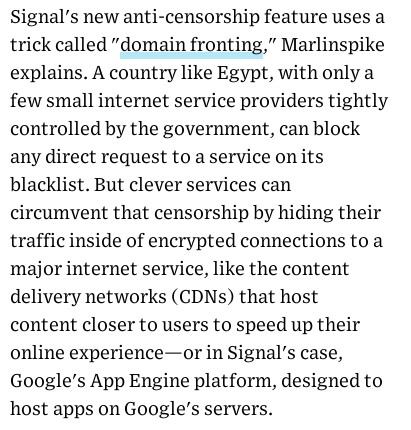 Signal's new anti-censorship feature uses a
trick called "domain fronting," Marlinspike
explains. A country like Egypt, with only a
few small internet service providers tightly
controlled by the government, can block
any direct request to a service on its
blacklist. But clever services can
circumvent that censorship by hiding their
traffic inside of encrypted connections to a
major internet service, like the content
delivery networks (CDNs) that host
content closer to users to speed up their
online experience—or in Signal's case,
Google's App Engine platform, designed to
host apps on Google's servers.